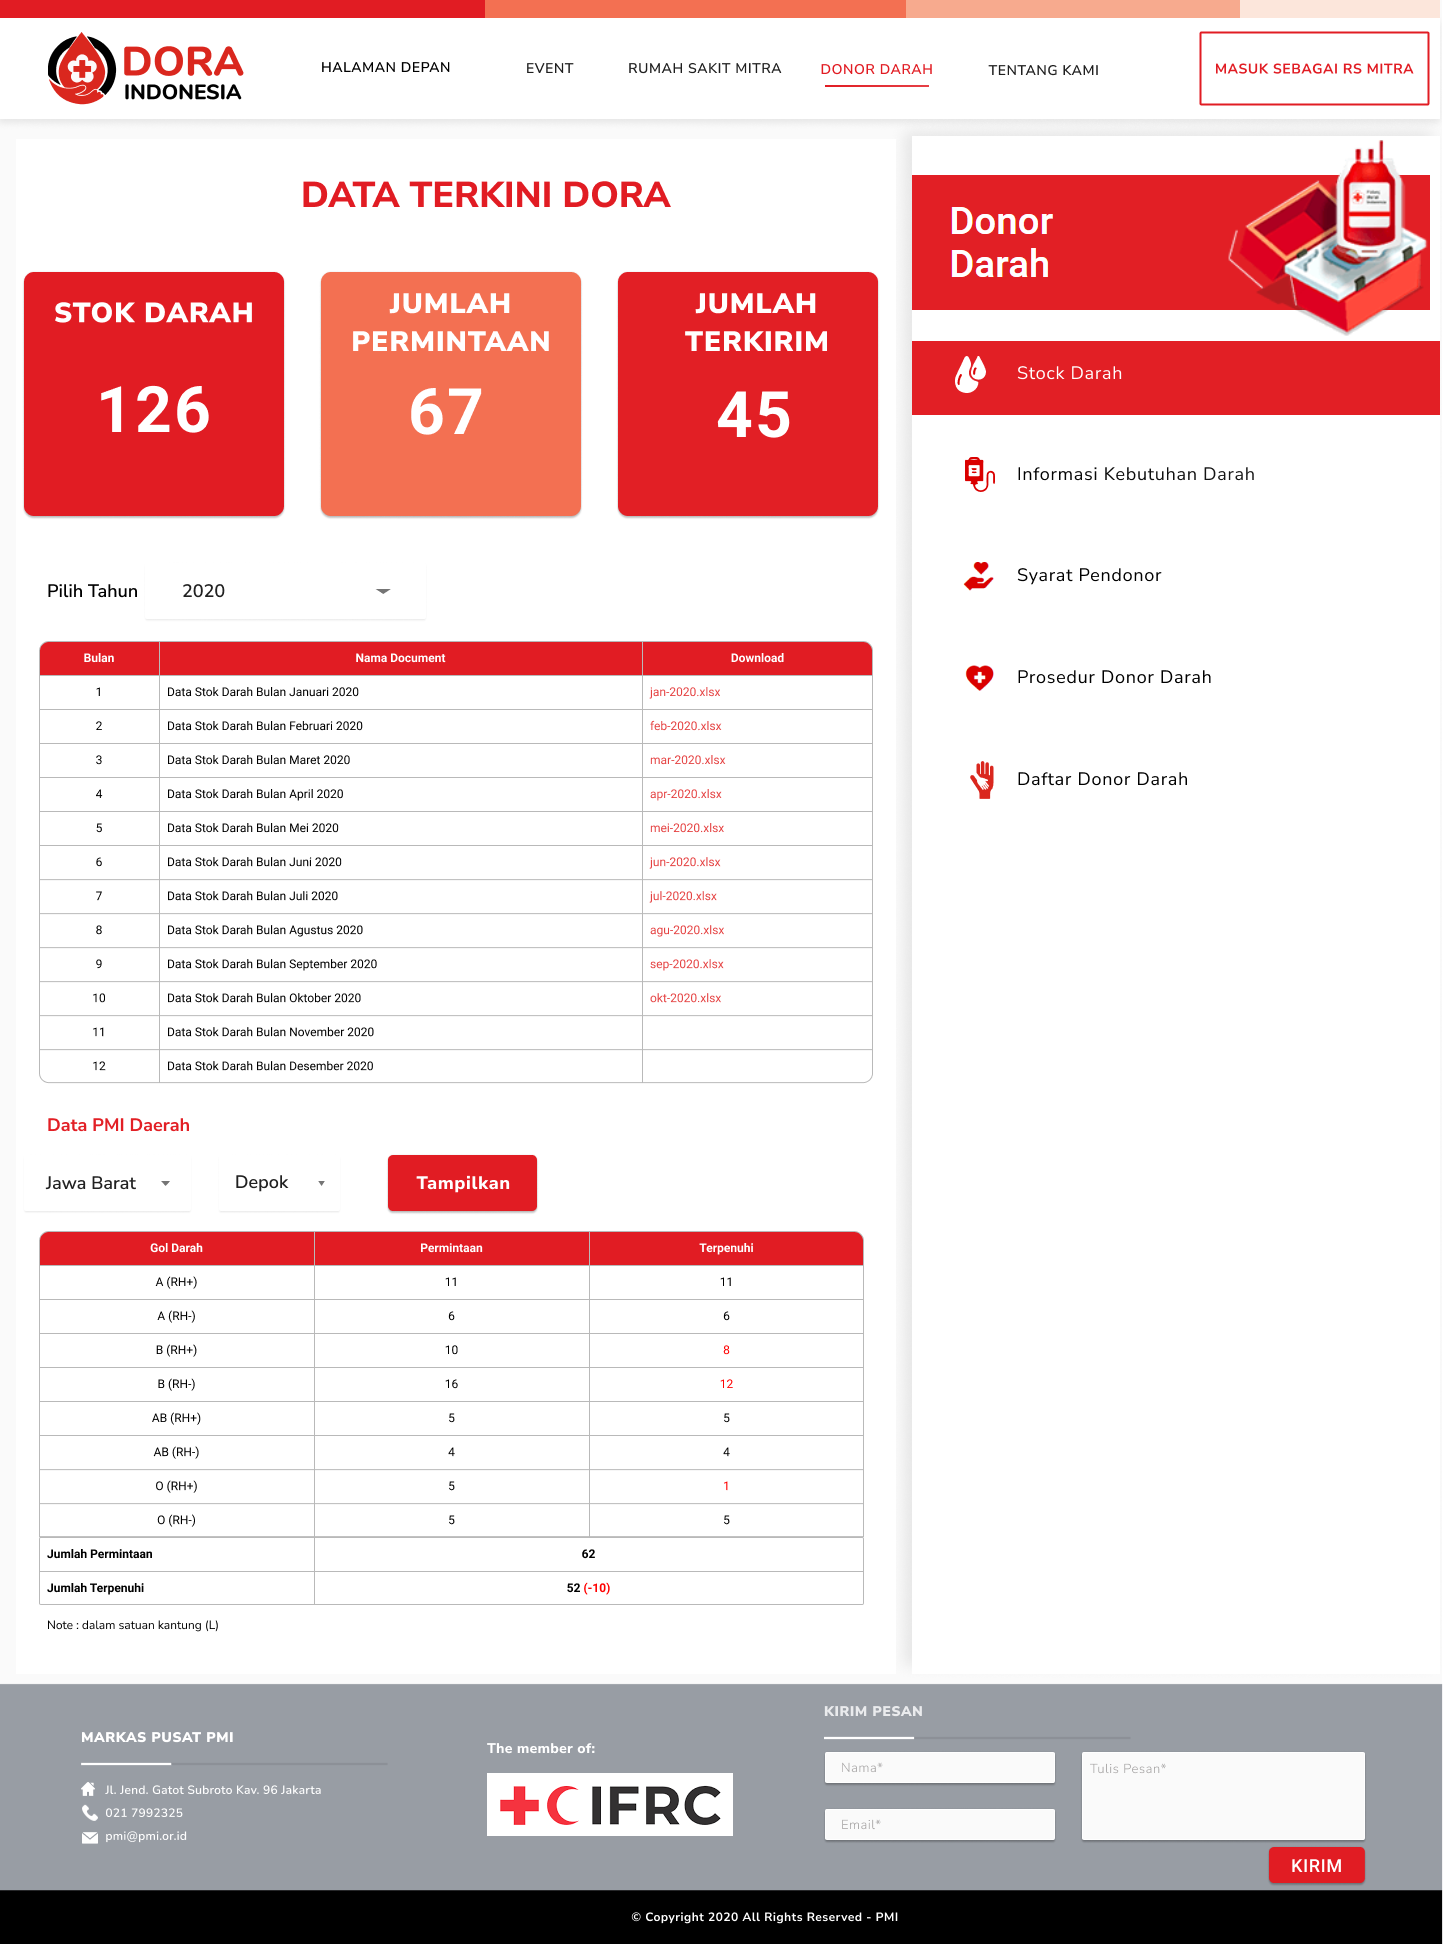 DORA
INDONESIA
HALAMAN DEPAN
EVENT
RUMAH SAKIT MITRA
DONOR DARAH
TENTANG KAMI
MASUK SEBAGAI RS MITRA
DATA TERKINI DORA
STOK DARAH
126
JUMLAH
PERMINTAAN
67
JUMLAH
TERKIRIM
45
Pilih Tahun 2020
Bulan Nama Document Download
1 Data Stok Darah Bulan Januari 2020 jan-2020.xlsx
2 Data Stok Darah Bulan Februari 2020 feb-2020.xlsx
3 Data Stok Darah Bulan Maret 2020 mar-2020.xlsx
4 Data Stok Darah Bulan April 2020 apr-2020.xlsx
5 Data Stok Darah Bulan Mei 2020 mei-2020.xlsx
6 Data Stok Darah Bulan Juni 2020 jun-2020.xlsx
7 Data Stok Darah Bulan Juli 2020 jul-2020.xlsx
8 Data Stok Darah Bulan Agustus 2020 agu-2020.xlsx
9 Data Stok Darah Bulan September 2020 sep-2020.xlsx
10 Data Stok Darah Bulan Oktober 2020 okt-2020.xlsx
11 Data Stok Darah Bulan November 2020
12 Data Stok Darah Bulan Desember 2020
Data PMI Daerah
Jawa Barat Depok Tampilkan
Gol Darah Permintaan Terpenuhi
A (RH+) 11 11
A (RH-) 6 6
B (RH+) 10 8
B (RH-) 16 12
AB (RH+) 5 5
AB (RH-) 4 4
O (RH+) 5 1
O (RH-) 5 5
Jumlah Permintaan 62
Jumlah Terpenuhi 52 (-10)
Note : dalam satuan kantung (L)
Donor
Darah
Stock Darah
Informasi Kebutuhan Darah
Syarat Pendonor
Prosedur Donor Darah
Daftar Donor Darah
MARKAS PUSAT PMI
Jl. Jend. Gatot Subroto Kav. 96 Jakarta
021 7992325
pmi@pmi.or.id
The member of:
IFRC
KIRIM PESAN
Nama*
Email*
Tulis Pesan*
KIRIM
© Copyright 2020 All Rights Reserved - PMI